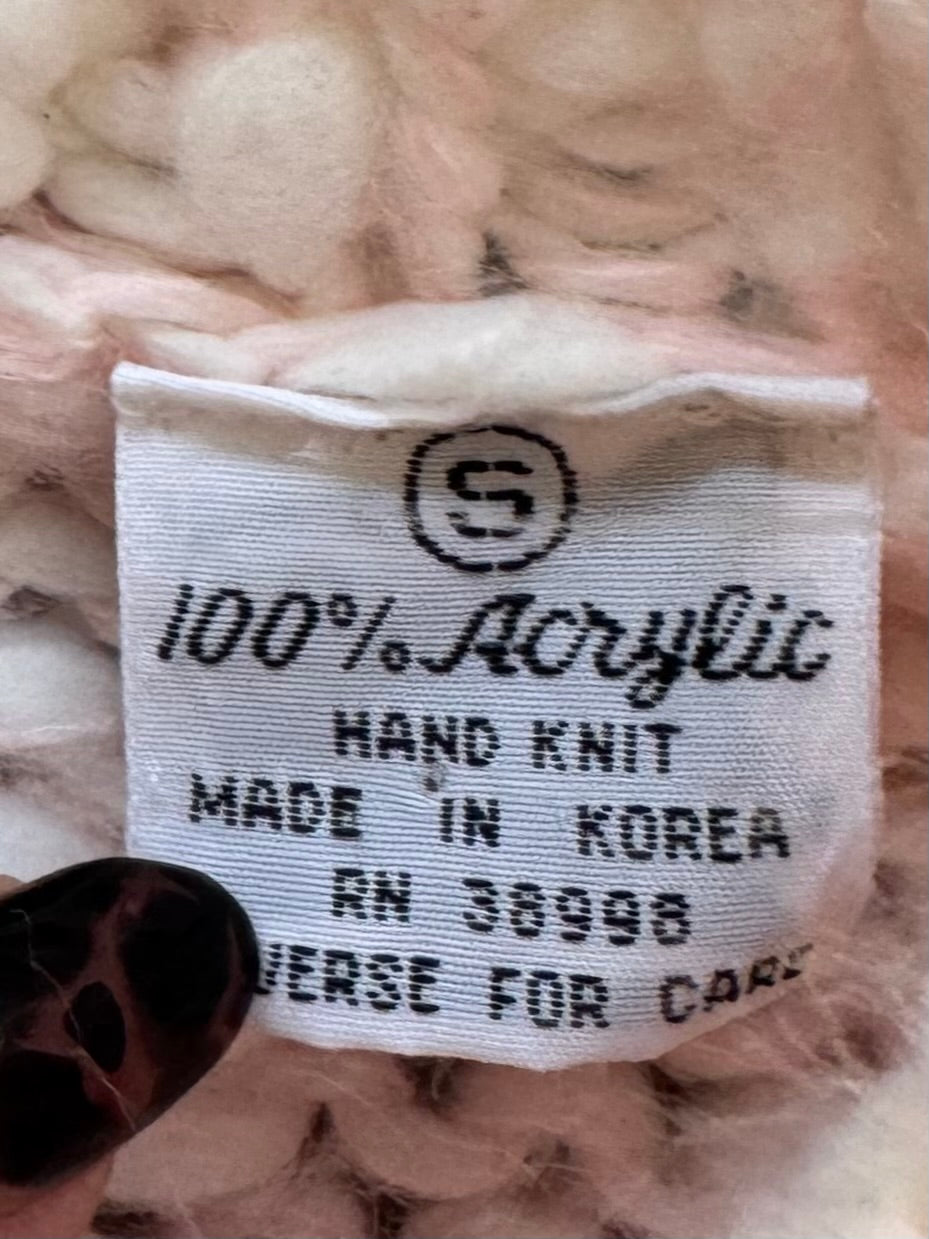 S
100% Acrylic
HAND KNIT
MADE IN KOREA
RN 38998
VERSE FOR CARE